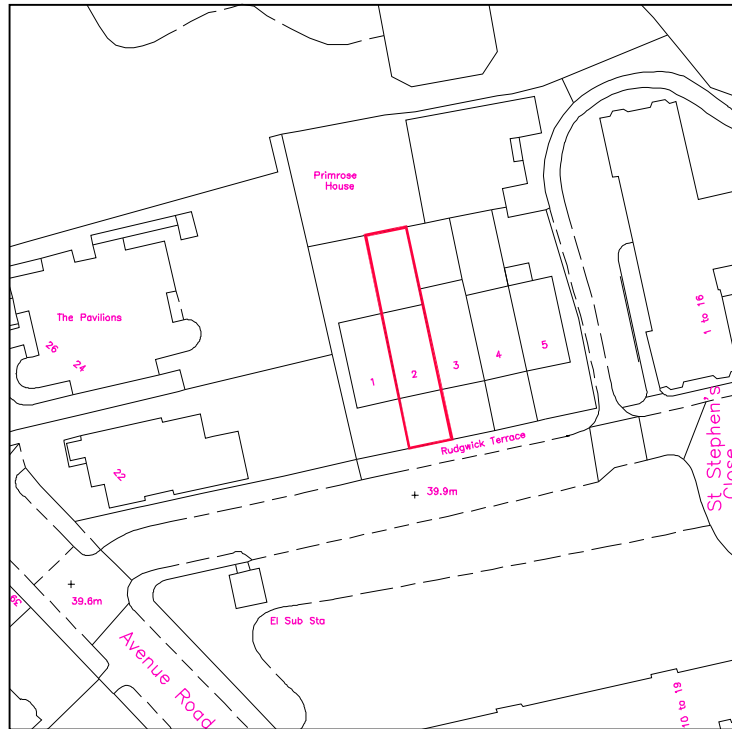 Primrose
House
The Pavilions
26
24
1
2
3
4
5
1 to 16
22
Rudgwick Terrace
St Stephen's
Close
39.9m
39.6m
39
El Sub Sta
Avenue Road
10 to 19